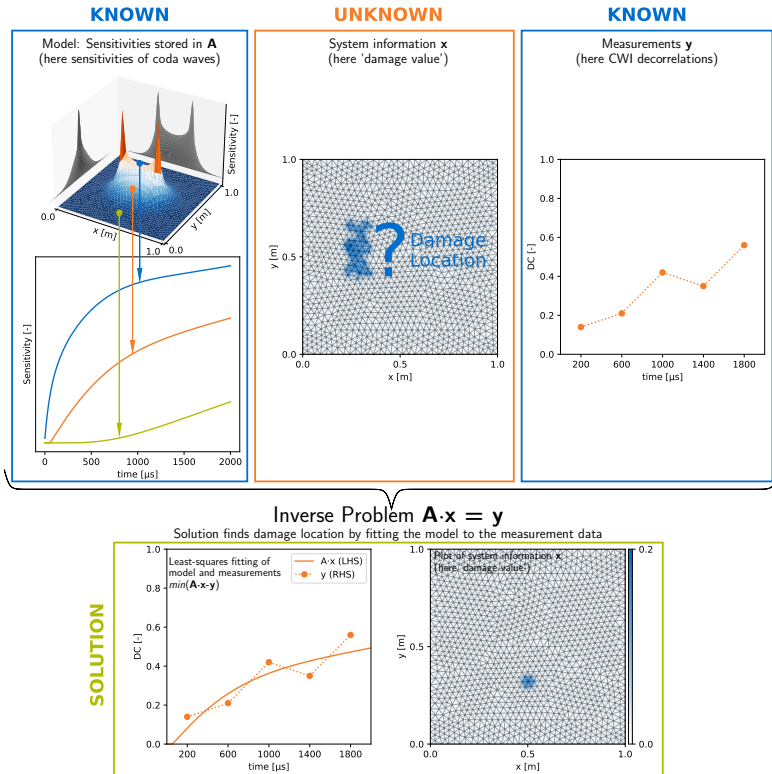 KNOWN
UNKNOWN
KNOWN
Model: Sensitivities stored in A
(here sensitivities of coda waves)
System information x
(here 'damage value')
Measurements y
(here CWI decorrelations)
Sensitivity [-]
0.0
x [m]
1.0
0.0
y [m]
1.0
Sensitivity [-]
0
500
1000
1500
2000
time [µs]
1.0
0.5
0.0
y [m]
? Damage
Location
0.0
0.5
1.0
x [m]
1.0
0.8
0.6
0.4
0.2
0.0
DC [-]
200
600
1000
1400
1800
time [µs]
Inverse Problem A·x = y
Solution finds damage location by fitting the model to the measurement data
SOLUTION
Least-squares fitting of
model and measurements
min(A·x-y)
A·x (LHS)
y (RHS)
1.0
0.8
0.6
0.4
0.2
0.0
DC [-]
200
600
1000
1400
1800
time [µs]
Plot of system information x
(here 'damage value')
1.0
0.5
0.0
y [m]
0.0
0.5
1.0
x [m]
0.2
0.0